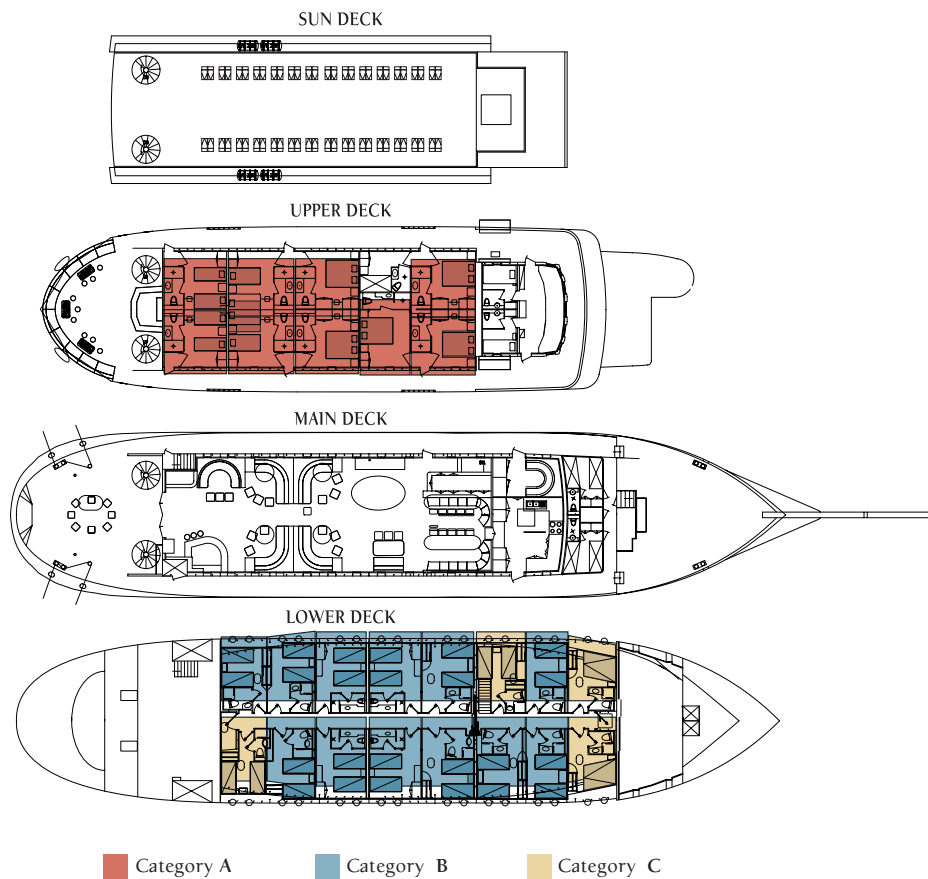 SUN DECK
UPPER DECK
MAIN DECK
LOWER DECK
Category A Category B Category C